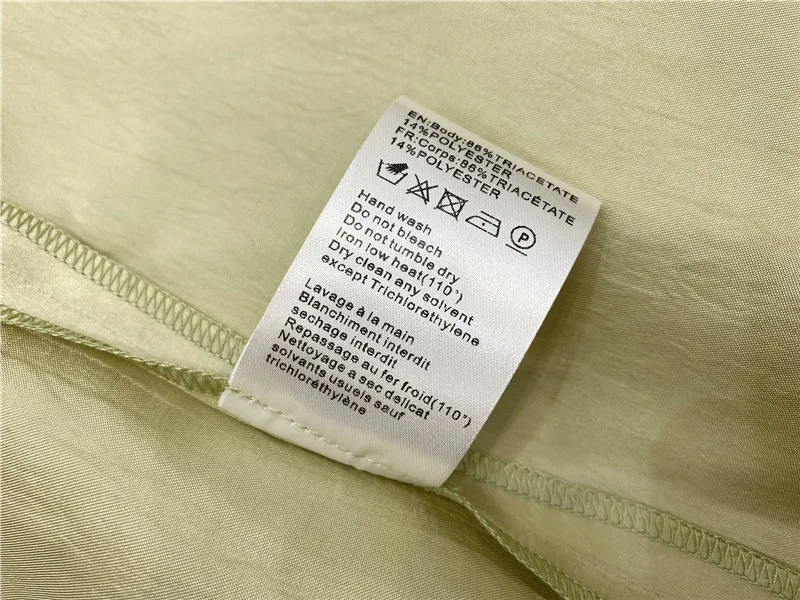 EN:Body:86%TRIACETATE
14%POLYESTER
FR:Corps:86%TRIACÉTATE
14%POLYESTER
P
Hand wash
Do not bleach
Do not tumble dry
Iron low heat(110°)
Dry clean any solvent
except Trichlorethylene
Lavage à la main
Blanchiment interdit
sechage interdit
Repassage au fer froid(110°)
Nettoyage a sec delicat
solvants usuels sauf
trichloréthylène